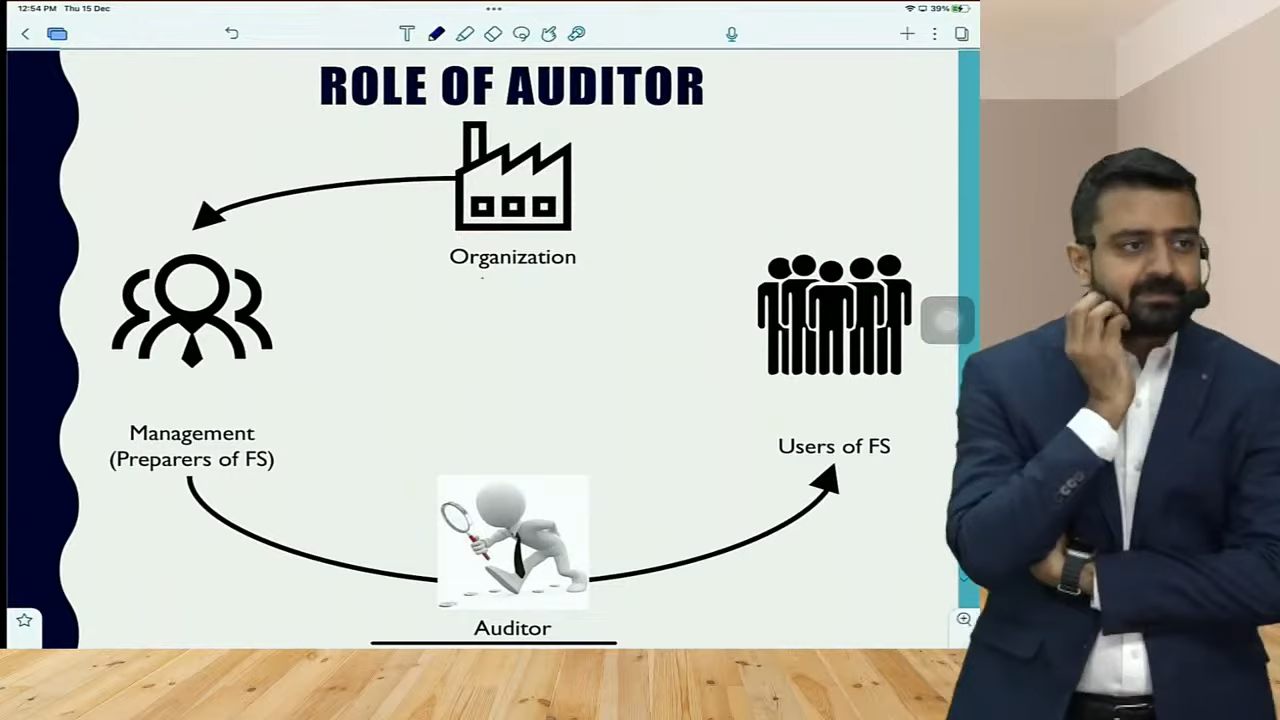 12:54 PM Thu 15 Dec
39%
ROLE OF AUDITOR
Organization
Management
(Preparers of FS)
Users of FS
Auditor